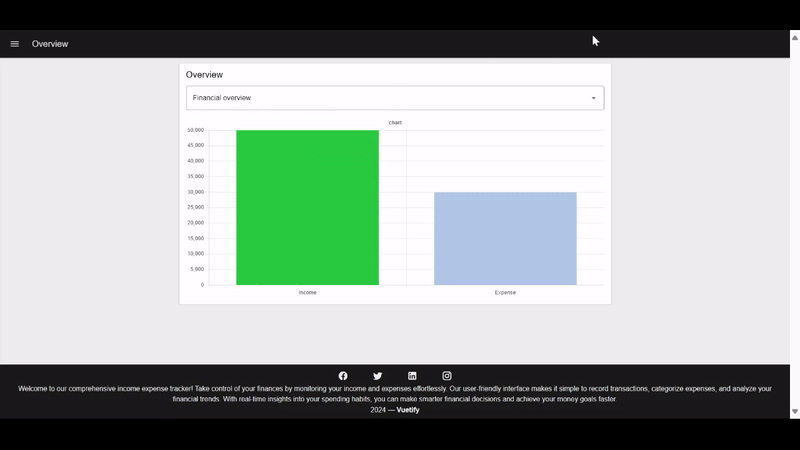 Overview
Overview
Financial overview
chart
50,000
45,000
40,000
35,000
30,000
25,000
20,000
15,000
10,000
5,000
0
income
Expense
Welcome to our comprehensive income expense tracker! Take control of your finances by monitoring your income and expenses effortlessly. Our user-friendly interface makes it simple to record transactions, categorize expenses, and analyze your
financial trends. With real-time insights into your spending habits, you can make smarter financial decisions and achieve your money goals faster.
2024 — Vuetify